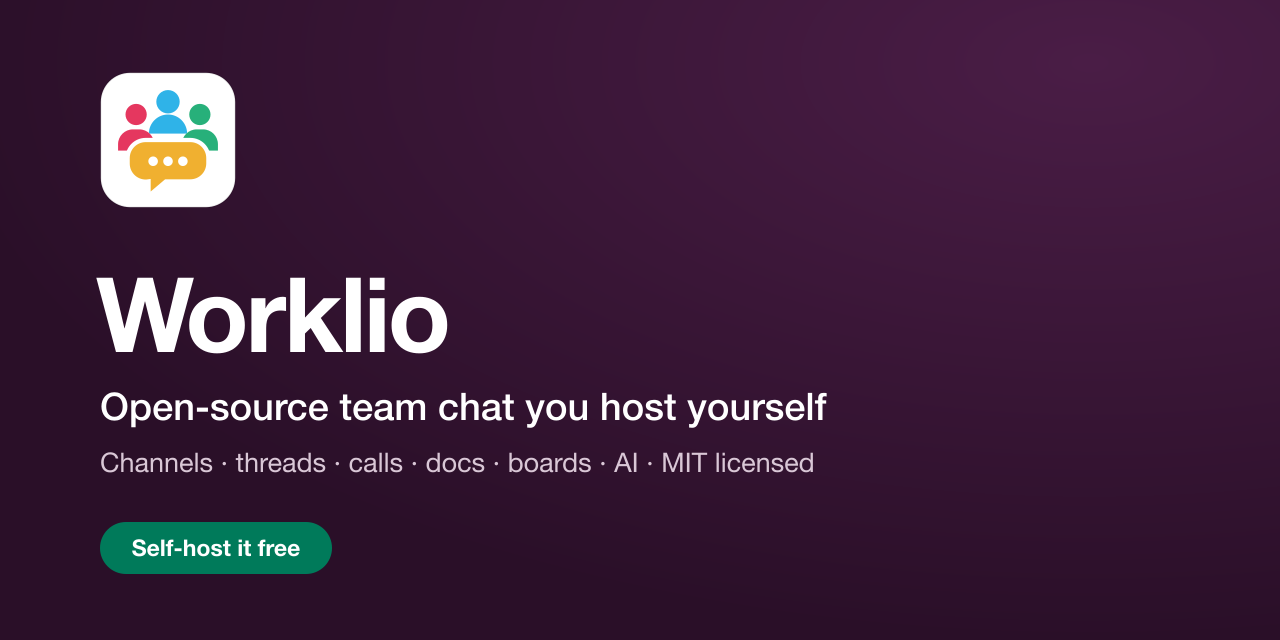 Worklio
Open-source team chat you host yourself
Channels · threads · calls · docs · boards · AI · MIT licensed
Self-host it free